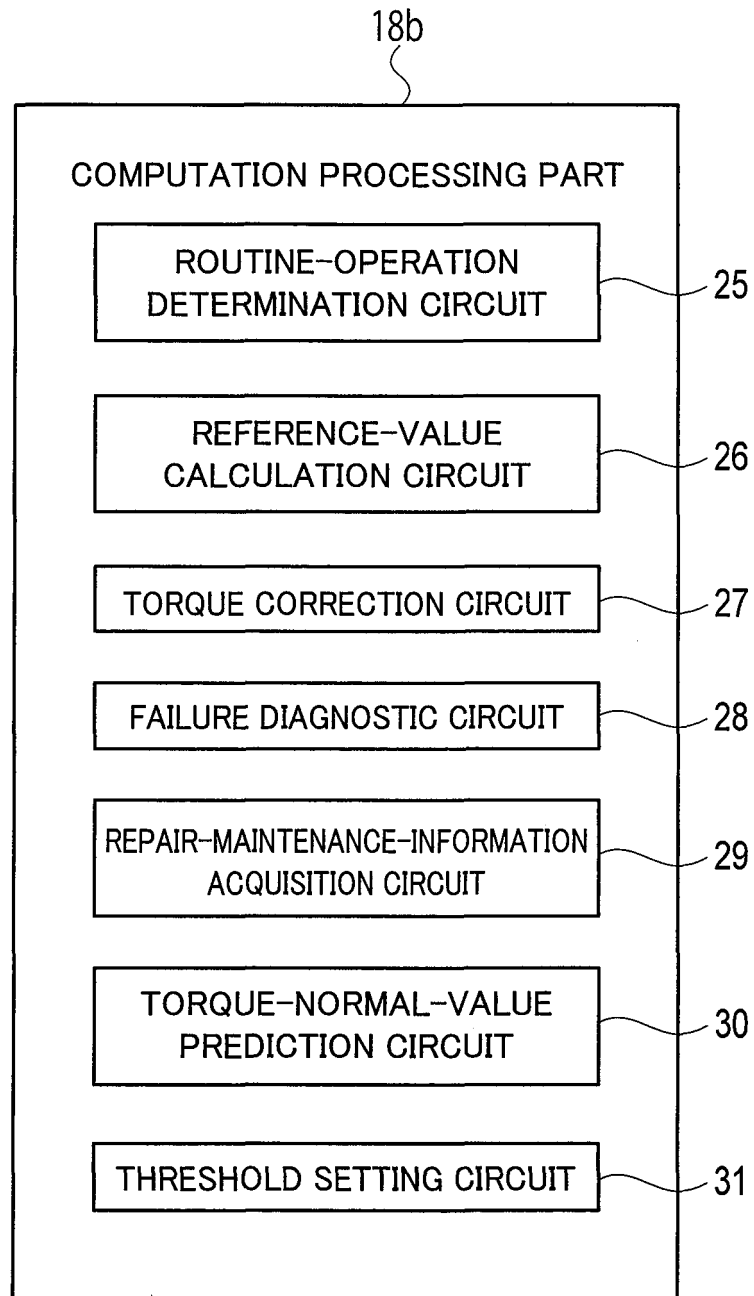 18b
COMPUTATION PROCESSING PART
ROUTINE-OPERATION
DETERMINATION CIRCUIT
25
REFERENCE-VALUE
CALCULATION CIRCUIT
26
TORQUE CORRECTION CIRCUIT
27
FAILURE DIAGNOSTIC CIRCUIT
28
REPAIR-MAINTENANCE-INFORMATION
ACQUISITION CIRCUIT
29
TORQUE-NORMAL-VALUE
PREDICTION CIRCUIT
30
THRESHOLD SETTING CIRCUIT
31